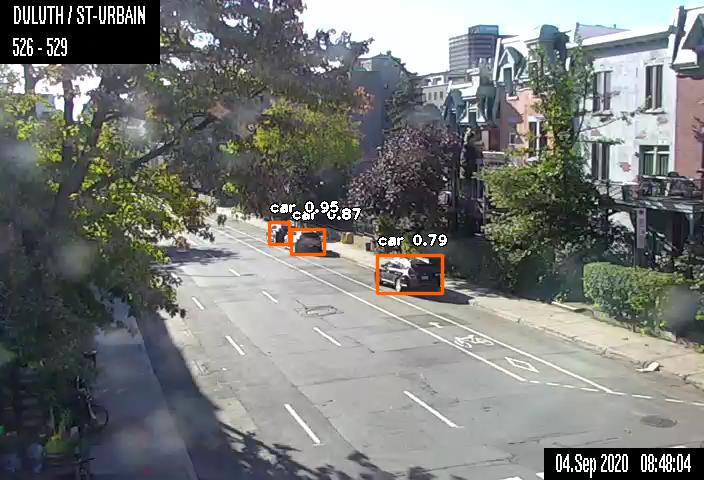 DULUTH / ST-URBAIN
526 - 529
car 0.95
car 0.87
car 0.79
04.Sep 2020 08:48:04